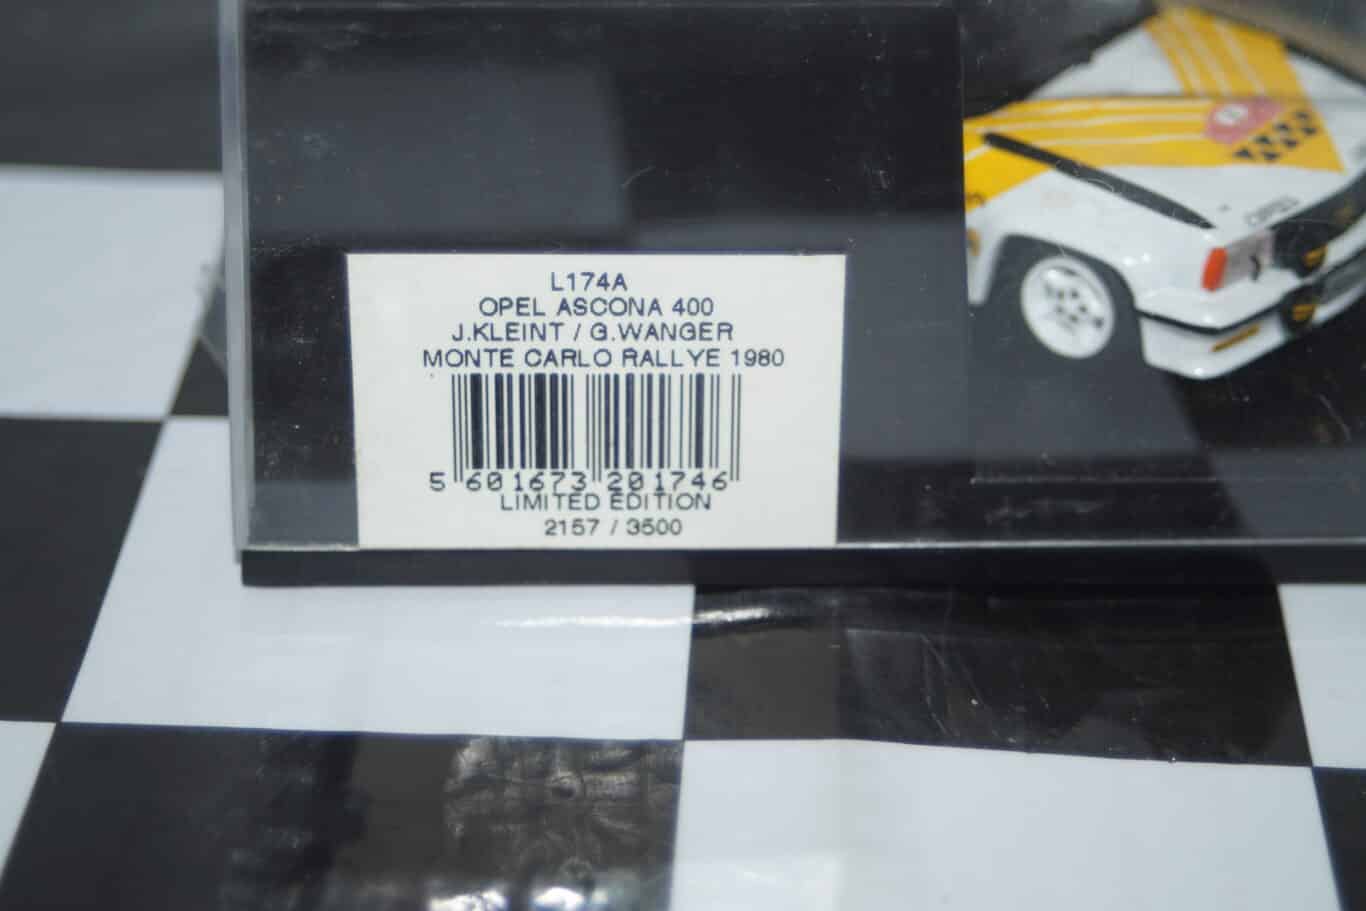 L174A
OPEL ASCONA 400
J.KLEINT / G.WANGER
MONTE CARLO RALLYE 1980
5 601673 201746
LIMITED EDITION
2157 / 3500